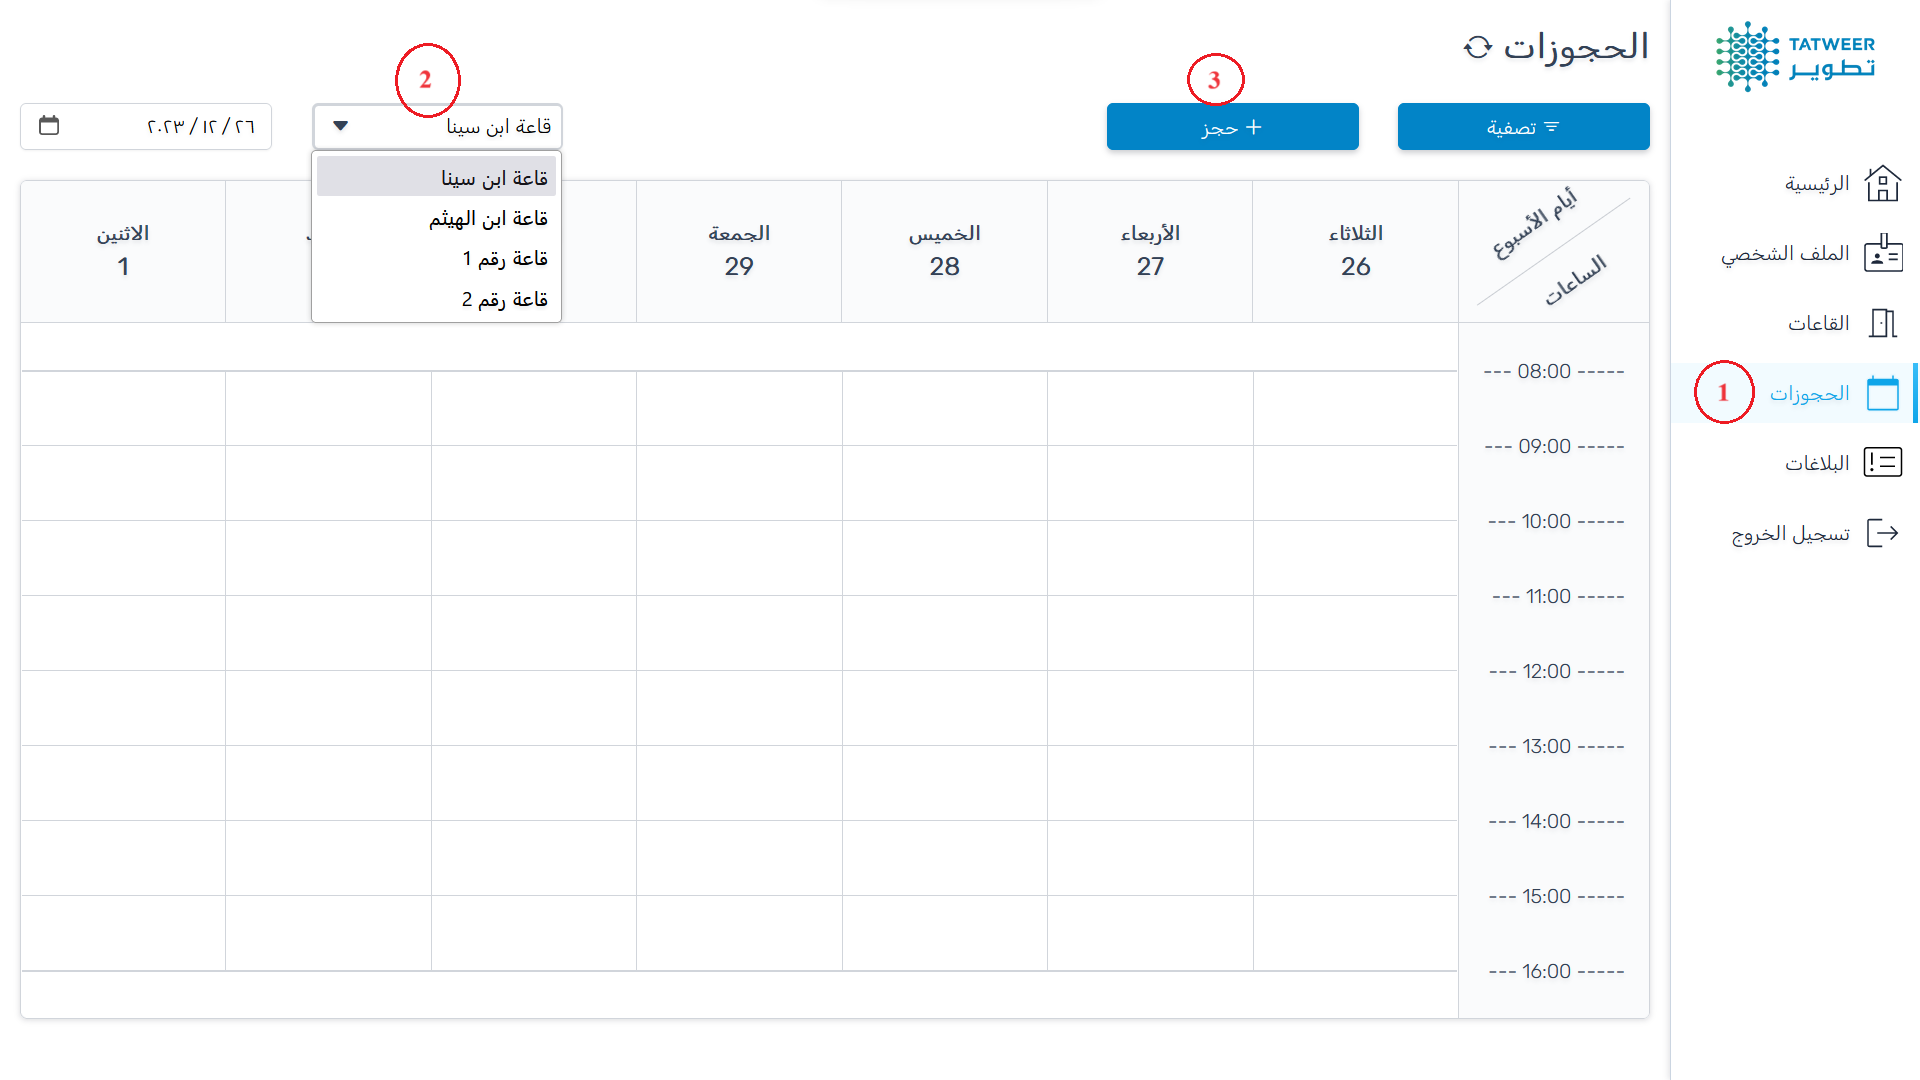 TATWEER
تطوير
الرئيسية
الملف الشخصي
القاعات
الحجوزات
1
البلاغات
تسجيل الخروج
الحجوزات
تصفية
3
+ حجز
2
قاعة ابن سينا
٢٦ / ١٢ / ٢٠٢٣
قاعة ابن سينا
قاعة ابن الهيثم
قاعة رقم 1
قاعة رقم 2
أيام الأسبوع
الساعات
الثلاثاء
26
الأربعاء
27
الخميس
28
الجمعة
29
الاثنين
1
--- 08:00 -----
--- 09:00 -----
--- 10:00 -----
--- 11:00 -----
--- 12:00 -----
--- 13:00 -----
--- 14:00 -----
--- 15:00 -----
--- 16:00 -----